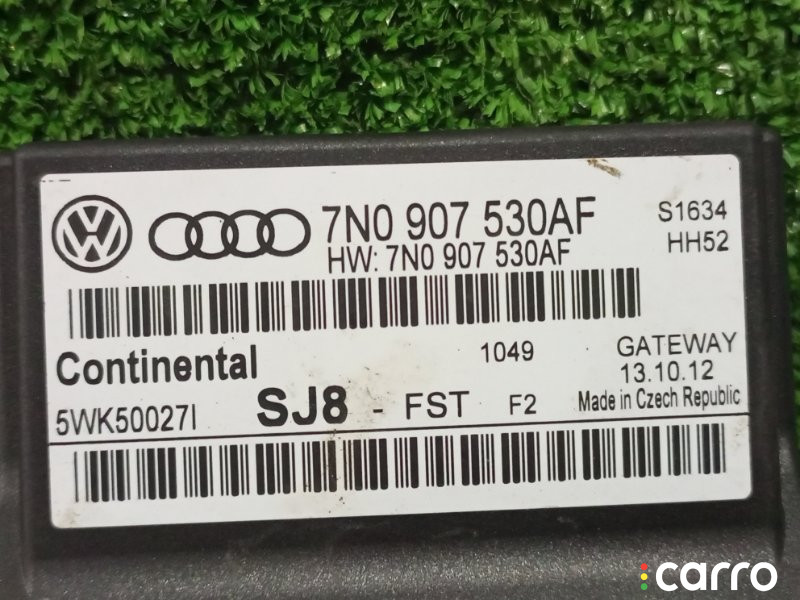 7N0 907 530AF S1634
HW: 7N0 907 530AF HH52
Continental 1049 GATEWAY
13.10.12
5WK50027I SJ8 - FST F2 Made in Czech Republic
carro